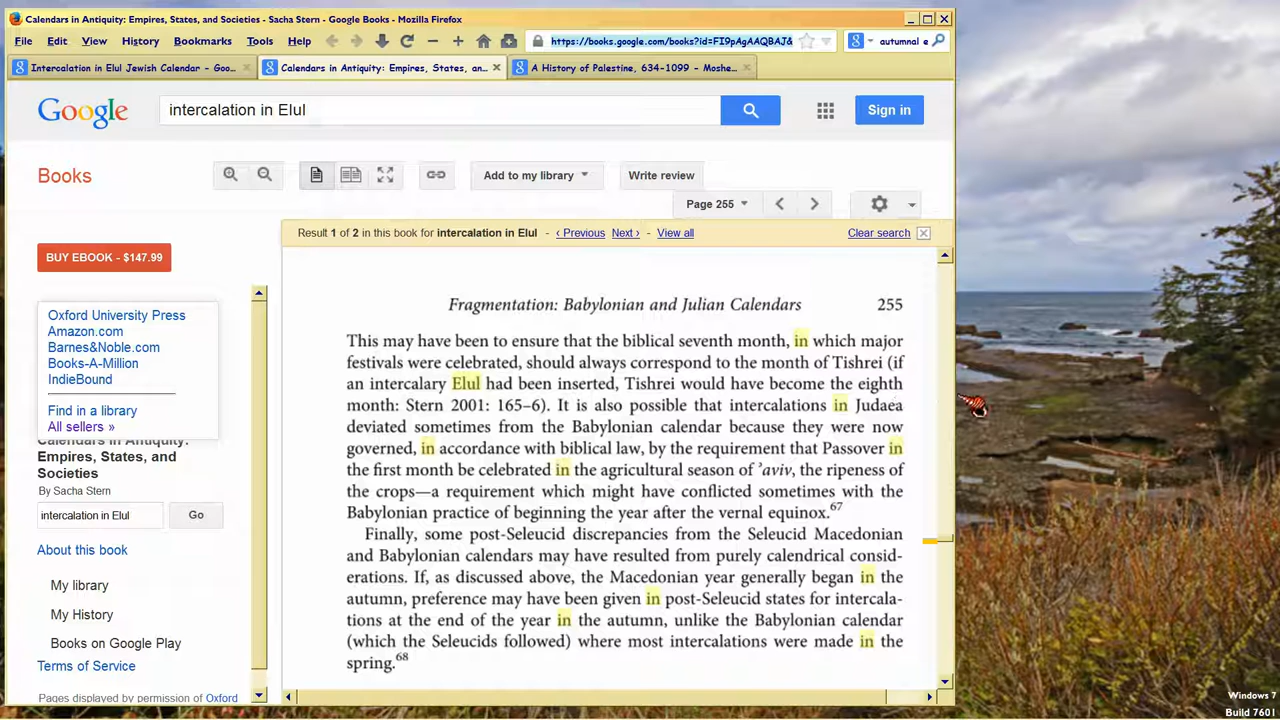 Calendars in Antiquity: Empires, States, and Societies - Sacha Stern - Google Books - Mozilla Firefox
File Edit View History Bookmarks Tools Help
https://books.google.com/books?id=FI9pAgAAQBAJ&
autumnal e
Intercalation in Elul Jewish Calendar - Goo...
Calendars in Antiquity: Empires, States, an...
A History of Palestine, 634-1099 - Moshe...
Google
intercalation in Elul
Sign in
Books
Add to my library
Write review
Page 255
Result 1 of 2 in this book for intercalation in Elul - ‹ Previous Next › - View all
Clear search
BUY EBOOK - $147.99
Oxford University Press
Amazon.com
Barnes&Noble.com
Books-A-Million
IndieBound
Find in a library
All sellers »
Calendars in Antiquity:
Empires, States, and
Societies
By Sacha Stern
intercalation in Elul
Go
About this book
My library
My History
Books on Google Play
Terms of Service
Pages displayed by permission of Oxford
Fragmentation: Babylonian and Julian Calendars 255
This may have been to ensure that the biblical seventh month, in which major
festivals were celebrated, should always correspond to the month of Tishrei (if
an intercalary Elul had been inserted, Tishrei would have become the eighth
month: Stern 2001: 165–6). It is also possible that intercalations in Judaea
deviated sometimes from the Babylonian calendar because they were now
governed, in accordance with biblical law, by the requirement that Passover in
the first month be celebrated in the agricultural season of ’aviv, the ripeness of
the crops—a requirement which might have conflicted sometimes with the
Babylonian practice of beginning the year after the vernal equinox.67
Finally, some post-Seleucid discrepancies from the Seleucid Macedonian
and Babylonian calendars may have resulted from purely calendrical consid-
erations. If, as discussed above, the Macedonian year generally began in the
autumn, preference may have been given in post-Seleucid states for intercala-
tions at the end of the year in the autumn, unlike the Babylonian calendar
(which the Seleucids followed) where most intercalations were made in the
spring.68
Windows 7
Build 7601